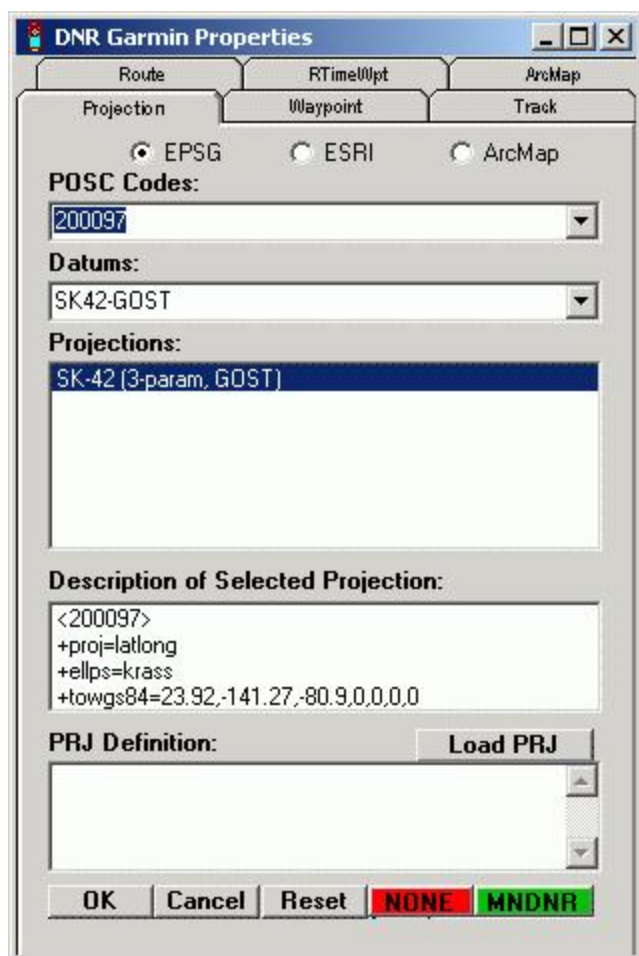 DNR Garmin Properties
Route RTimeWpt ArcMap
Projection Waypoint Track
EPSG ESRI ArcMap
POSC Codes:
200097
Datums:
SK42-GOST
Projections:
SK-42 (3-param, GOST)
Description of Selected Projection:
<200097>
+proj=latlong
+ellps=krass
+towgs84=23.92,-141.27,-80.9,0,0,0,0
PRJ Definition: Load PRJ
OK Cancel Reset NONE MNDNR